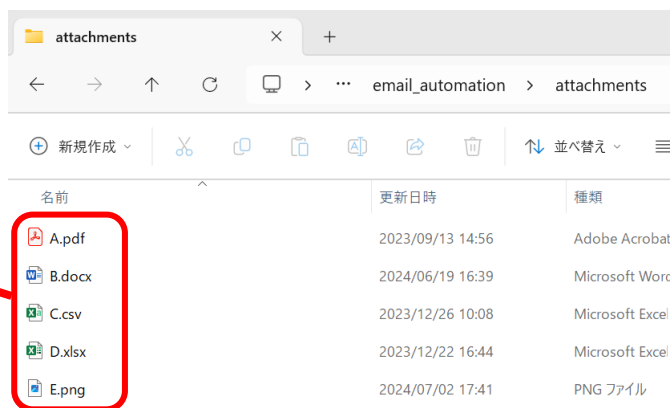 attachments
… email_automation > attachments
新規作成 並べ替え
名前 更新日時 種類
A.pdf 2023/09/13 14:56 Adobe Acrobat
B.docx 2024/06/19 16:39 Microsoft Word
C.csv 2023/12/26 10:08 Microsoft Excel
D.xlsx 2023/12/22 16:44 Microsoft Excel
E.png 2024/07/02 17:41 PNG ファイル